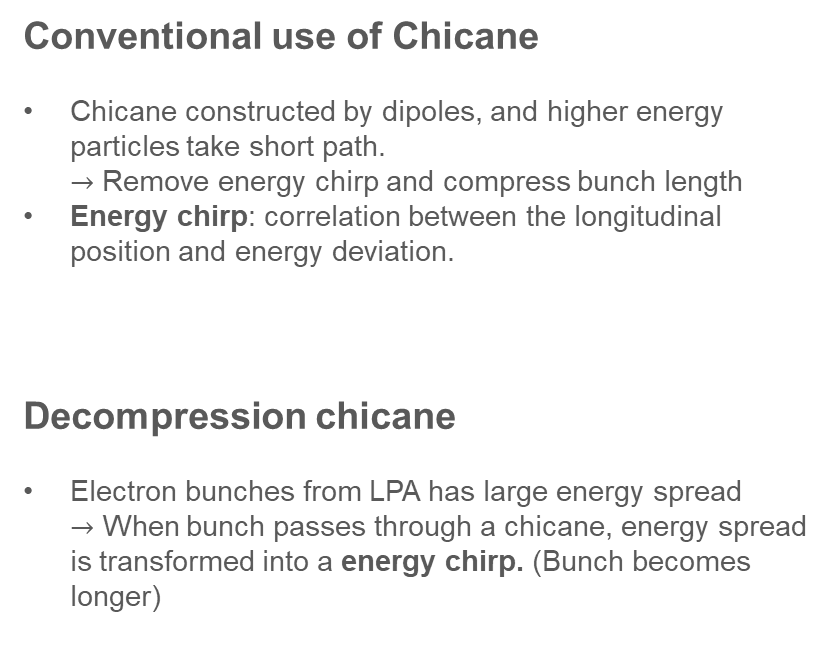 Conventional use of Chicane
• Chicane constructed by dipoles, and higher energy
particles take short path.
→ Remove energy chirp and compress bunch length
• Energy chirp: correlation between the longitudinal
position and energy deviation.
Decompression chicane
• Electron bunches from LPA has large energy spread
→ When bunch passes through a chicane, energy spread
is transformed into a energy chirp. (Bunch becomes
longer)